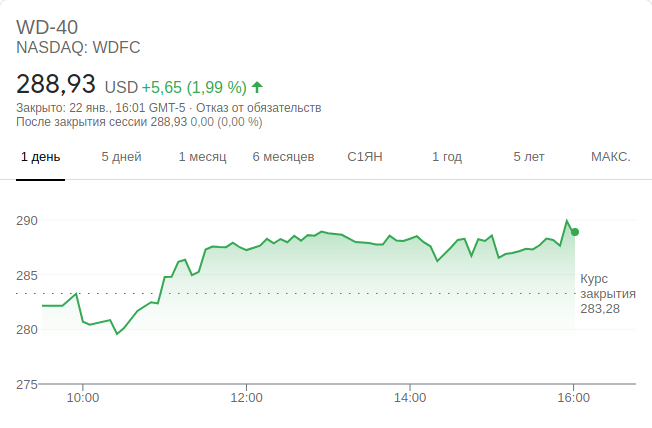 WD-40
NASDAQ: WDFC
288,93 USD +5,65 (1,99 %)
Закрыто: 22 янв., 16:01 GMT-5 · Отказ от обязательств
После закрытия сессии 288,93 0,00 (0,00 %)
1 день 5 дней 1 месяц 6 месяцев С1ЯН 1 год 5 лет МАКС.
290
285
Курс
закрытия
283,28
280
275
10:00 12:00 14:00 16:00